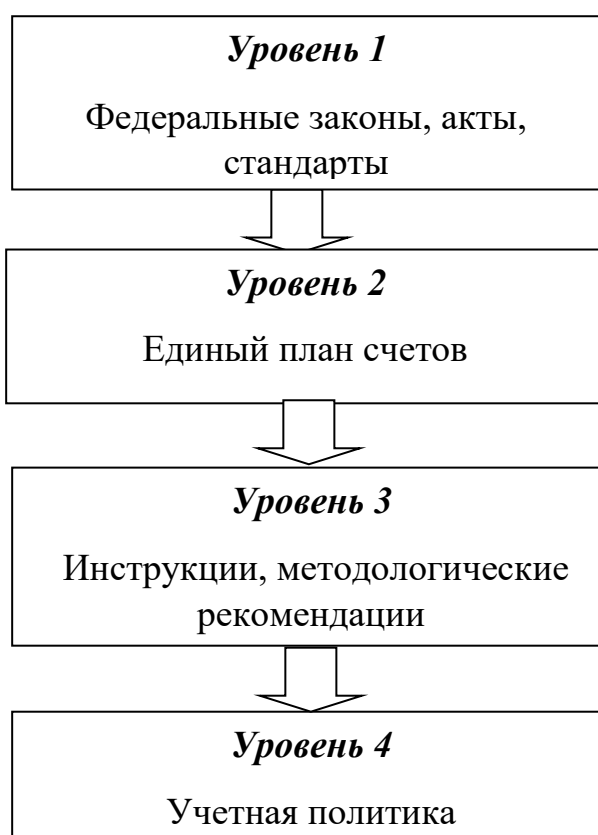 Уровень 1
Федеральные законы, акты,
стандарты
Уровень 2
Единый план счетов
Уровень 3
Инструкции, методологические
рекомендации
Уровень 4
Учетная политика